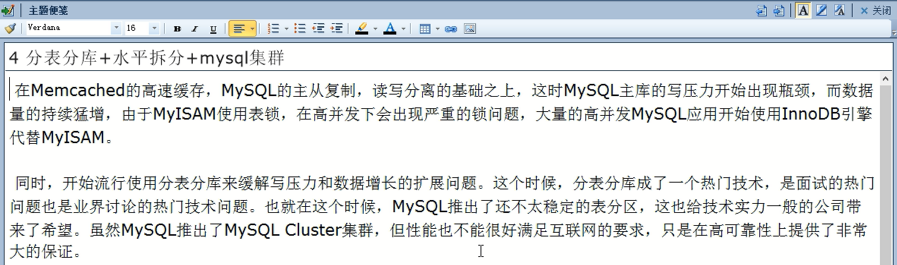 主题便笺
关闭
Verdana
16
B I U
4 分表分库+水平拆分+mysql集群
在Memcached的高速缓存，MySQL的主从复制，读写分离的基础之上，这时MySQL主库的写压力开始出现瓶颈，而数据
量的持续猛增，由于MyISAM使用表锁，在高并发下会出现严重的锁问题，大量的高并发MySQL应用开始使用InnoDB引擎
代替MyISAM。
同时，开始流行使用分表分库来缓解写压力和数据增长的扩展问题。这个时候，分表分库成了一个热门技术，是面试的热门
问题也是业界讨论的热门技术问题。也就在这个时候，MySQL推出了还不太稳定的表分区，这也给技术实力一般的公司带
来了希望。虽然MySQL推出了MySQL Cluster集群，但性能也不能很好满足互联网的要求，只是在高可靠性上提供了非常
大的保证。